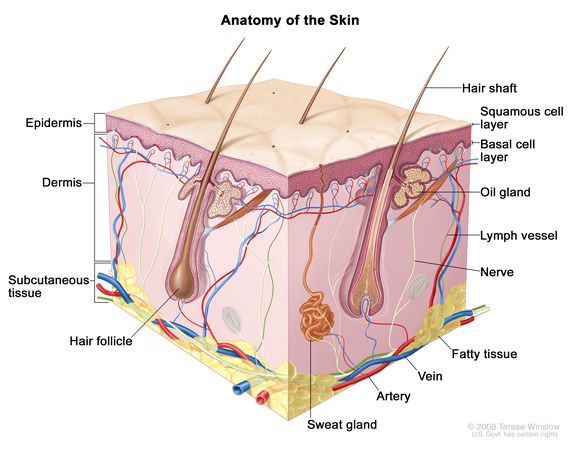 Anatomy of the Skin
Hair shaft
Squamous cell
layer
Epidermis
Basal cell
layer
Dermis
Oil gland
Lymph vessel
Nerve
Subcutaneous
tissue
Hair follicle
Fatty tissue
Vein
Artery
Sweat gland
© 2008 Terese Winslow
U.S. Govt. has certain rights